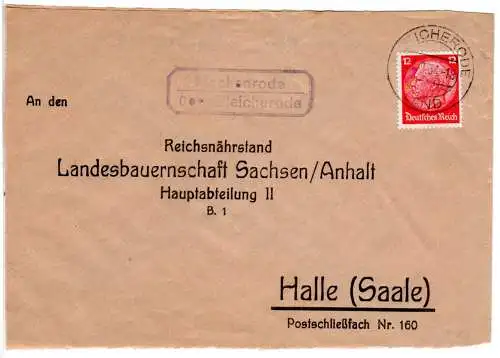 ICHERODE
12 12
Deutsches Reich
An den
Reichsnährstand
Landesbauernschaft Sachsen/Anhalt
Hauptabteilung II
B. 1
Halle (Saale)
Postschließfach Nr. 160